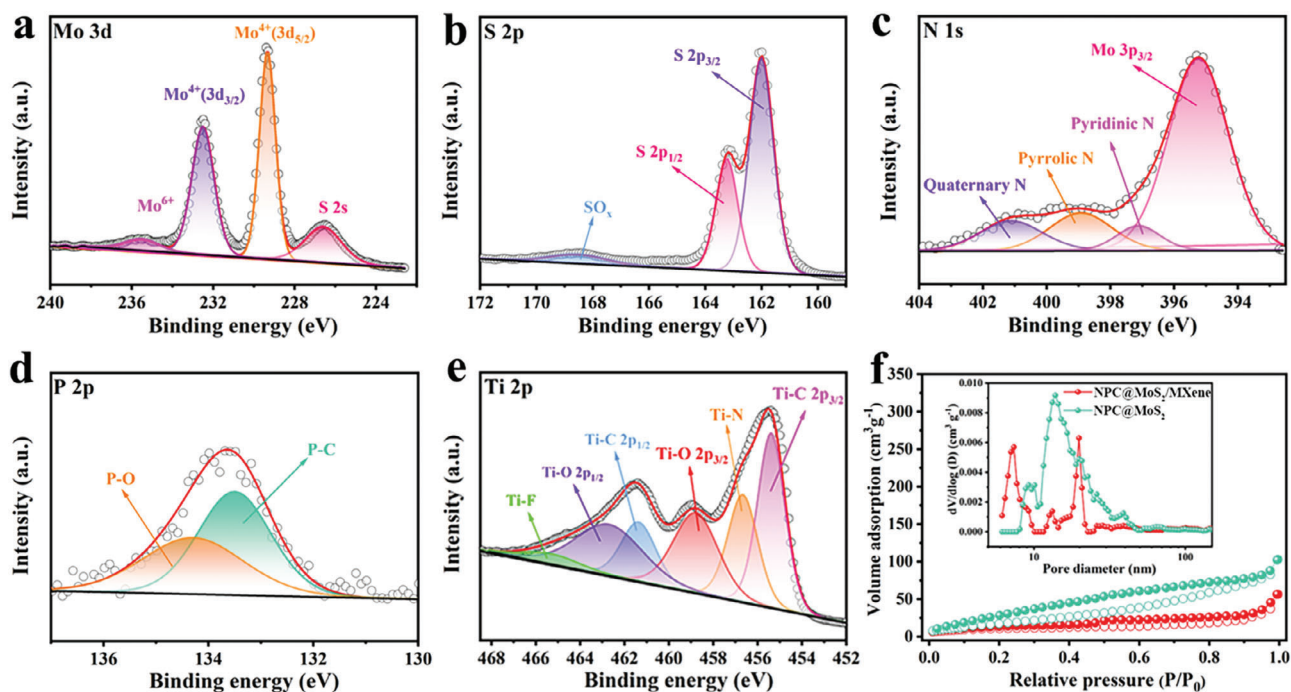 a
Mo 3d
Mo⁴⁺(3d₅/₂)
Mo⁴⁺(3d₃/₂)
Mo⁶⁺
S 2s
Intensity (a.u.)
240 236 232 228 224
Binding energy (eV)
b
S 2p
S 2p₃/₂
S 2p₁/₂
SOₓ
Intensity (a.u.)
172 170 168 166 164 162 160
Binding energy (eV)
c
N 1s
Mo 3p₃/₂
Pyridinic N
Pyrrolic N
Quaternary N
Intensity (a.u.)
404 402 400 398 396 394
Binding energy (eV)
d
P 2p
P-C
P-O
Intensity (a.u.)
136 134 132 130
Binding energy (eV)
e
Ti 2p
Ti-C 2p₃/₂
Ti-N
Ti-C 2p₁/₂
Ti-O 2p₃/₂
Ti-O 2p₁/₂
Ti-F
Intensity (a.u.)
468 466 464 462 460 458 456 454 452
Binding energy (eV)
f
350
300
250
200
150
100
50
0
Volume adsorption (cm³g⁻¹)
0.010
0.008
0.006
0.004
0.002
0.000
dV/dlog (D) (cm³ g⁻¹)
NPC@MoS₂/MXene
NPC@MoS₂
10 100
Pore diameter (nm)
0.0 0.2 0.4 0.6 0.8 1.0
Relative pressure (P/P₀)